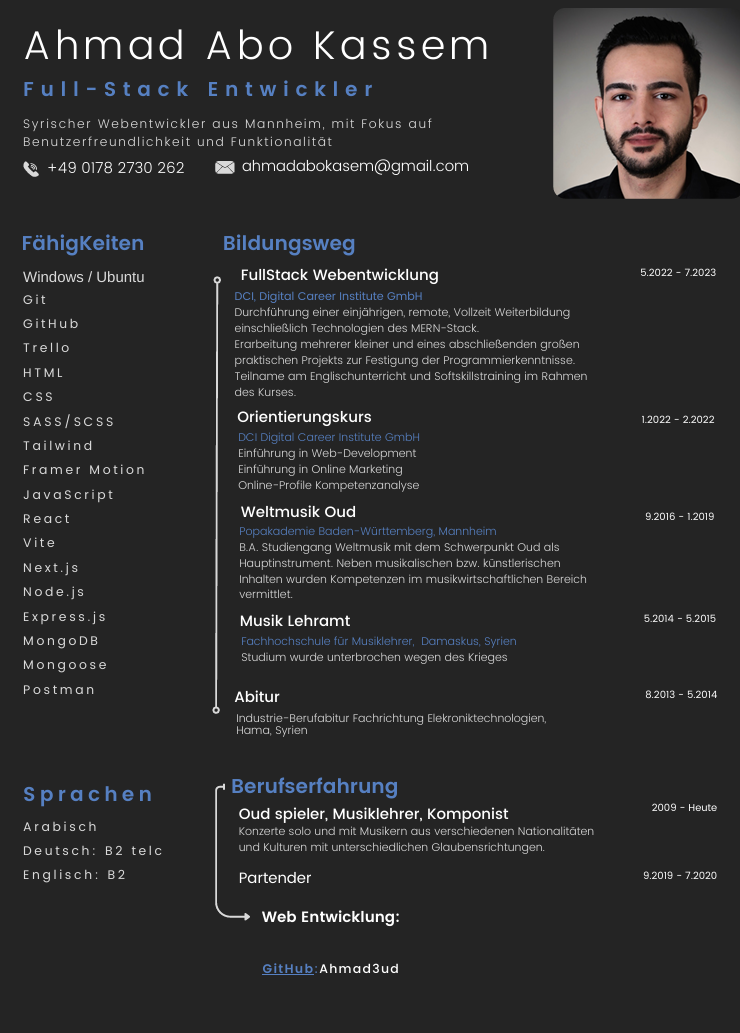 Ahmad Abo Kassem
Full-Stack Entwickler
Syrischer Webentwickler aus Mannheim, mit Fokus auf
Benutzerfreundlichkeit und Funktionalität
+49 0178 2730 262
ahmadabokasem@gmail.com
FähigKeiten
Windows / Ubuntu
Git
GitHub
Trello
HTML
CSS
SASS/SCSS
Tailwind
Framer Motion
JavaScript
React
Vite
Next.js
Node.js
Express.js
MongoDB
Mongoose
Postman
Sprachen
Arabisch
Deutsch: B2 telc
Englisch: B2
Bildungsweg
FullStack Webentwicklung
5.2022 - 7.2023
DCI, Digital Career Institute GmbH
Durchführung einer einjährigen, remote, Vollzeit Weiterbildung
einschließlich Technologien des MERN-Stack.
Erarbeitung mehrerer kleiner und eines abschließenden großen
praktischen Projekts zur Festigung der Programmierkenntnisse.
Teilname am Englischunterricht und Softskillstraining im Rahmen
des Kurses.
Orientierungskurs
1.2022 - 2.2022
DCI Digital Career Institute GmbH
Einführung in Web-Development
Einführung in Online Marketing
Online-Profile Kompetenzanalyse
Weltmusik Oud
9.2016 - 1.2019
Popakademie Baden-Württemberg, Mannheim
B.A. Studiengang Weltmusik mit dem Schwerpunkt Oud als
Hauptinstrument. Neben musikalischen bzw. künstlerischen
Inhalten wurden Kompetenzen im musikwirtschaftlichen Bereich
vermittlet.
Musik Lehramt
5.2014 - 5.2015
Fachhochschule für Musiklehrer, Damaskus, Syrien
Studium wurde unterbrochen wegen des Krieges
Abitur
8.2013 - 5.2014
Industrie-Berufabitur Fachrichtung Elekroniktechnologien,
Hama, Syrien
Berufserfahrung
Oud spieler, Musiklehrer, Komponist
2009 - Heute
Konzerte solo und mit Musikern aus verschiedenen Nationalitäten
und Kulturen mit unterschiedlichen Glaubensrichtungen.
Partender
9.2019 - 7.2020
Web Entwicklung:
GitHub:Ahmad3ud